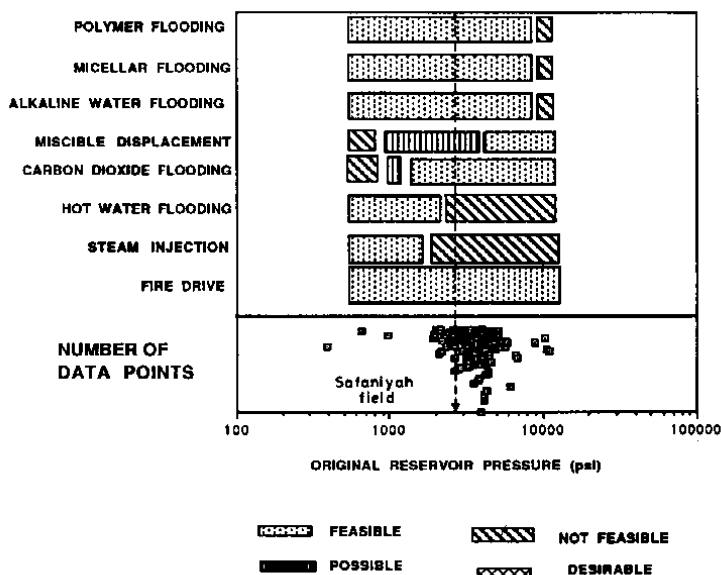 POLYMER FLOODING
MICELLAR FLOODING
ALKALINE WATER FLOODING
MISCIBLE DISPLACEMENT
CARBON DIOXIDE FLOODING
HOT WATER FLOODING
STEAM INJECTION
FIRE DRIVE
NUMBER OF
DATA POINTS
Safaniyah
field
100 1000 10000 100000
ORIGINAL RESERVOIR PRESSURE (psi)
FEASIBLE NOT FEASIBLE
POSSIBLE DESIRABLE